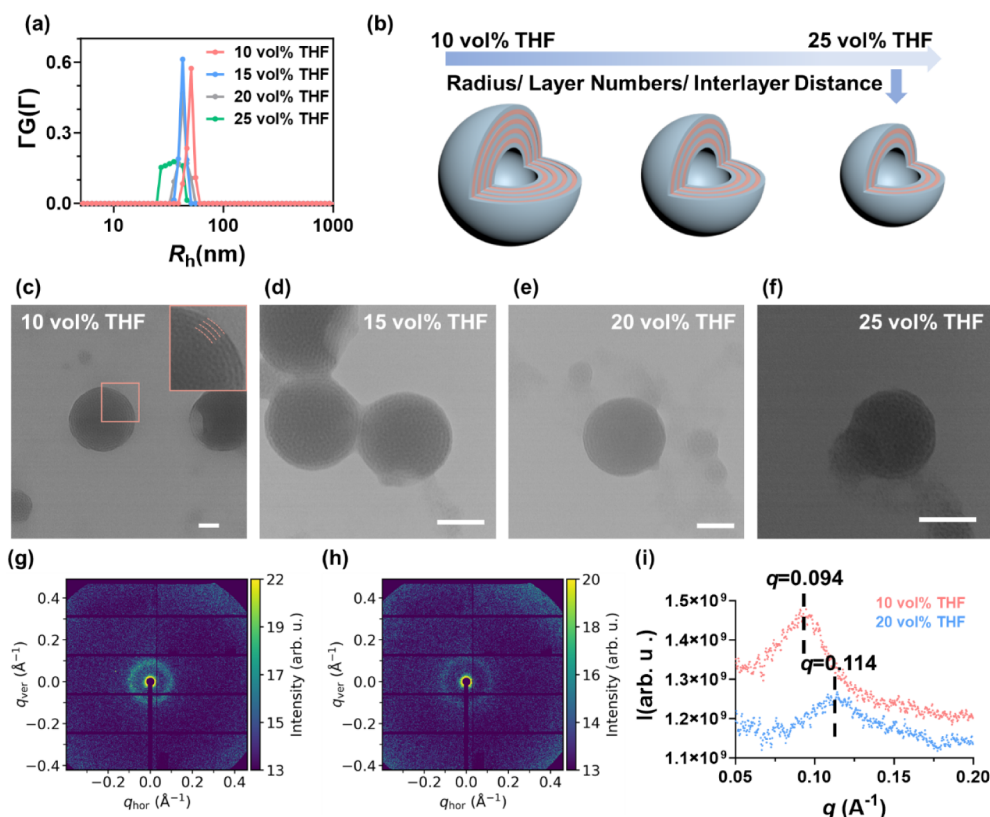 (a)
ΓG(Γ)
0.6
0.3
0.0
10
100
1000
Rh(nm)
10 vol% THF
15 vol% THF
20 vol% THF
25 vol% THF
(b)
10 vol% THF
25 vol% THF
Radius/ Layer Numbers/ Interlayer Distance
(c)
10 vol% THF
(d)
15 vol% THF
(e)
20 vol% THF
(f)
25 vol% THF
(g)
qver (Å⁻¹)
0.4
0.2
0.0
−0.2
−0.4
−0.2
0.0
0.2
0.4
qhor (Å⁻¹)
22
21
19
18
17
15
14
13
Intensity (arb. u.)
(h)
qver (Å⁻¹)
0.4
0.2
0.0
−0.2
−0.4
−0.2
0.0
0.2
0.4
qhor (Å⁻¹)
20
19
18
17
16
15
14
13
Intensity (arb. u.)
(i)
I(arb. u .)
1.5×10⁹
1.4×10⁹
1.3×10⁹
1.2×10⁹
1.1×10⁹
0.05
0.10
0.15
0.20
q (A⁻¹)
q=0.094
q=0.114
10 vol% THF
20 vol% THF